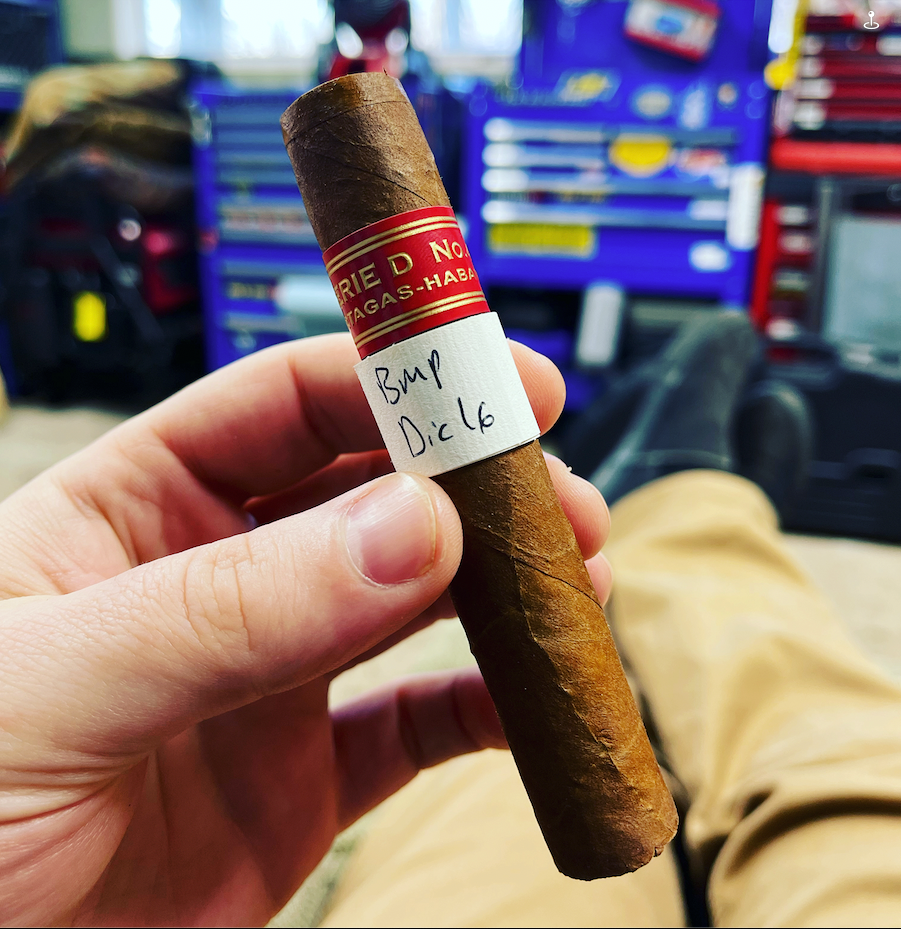 ERIE D No.
TAGAS-HABA
Bmp
Dic 16